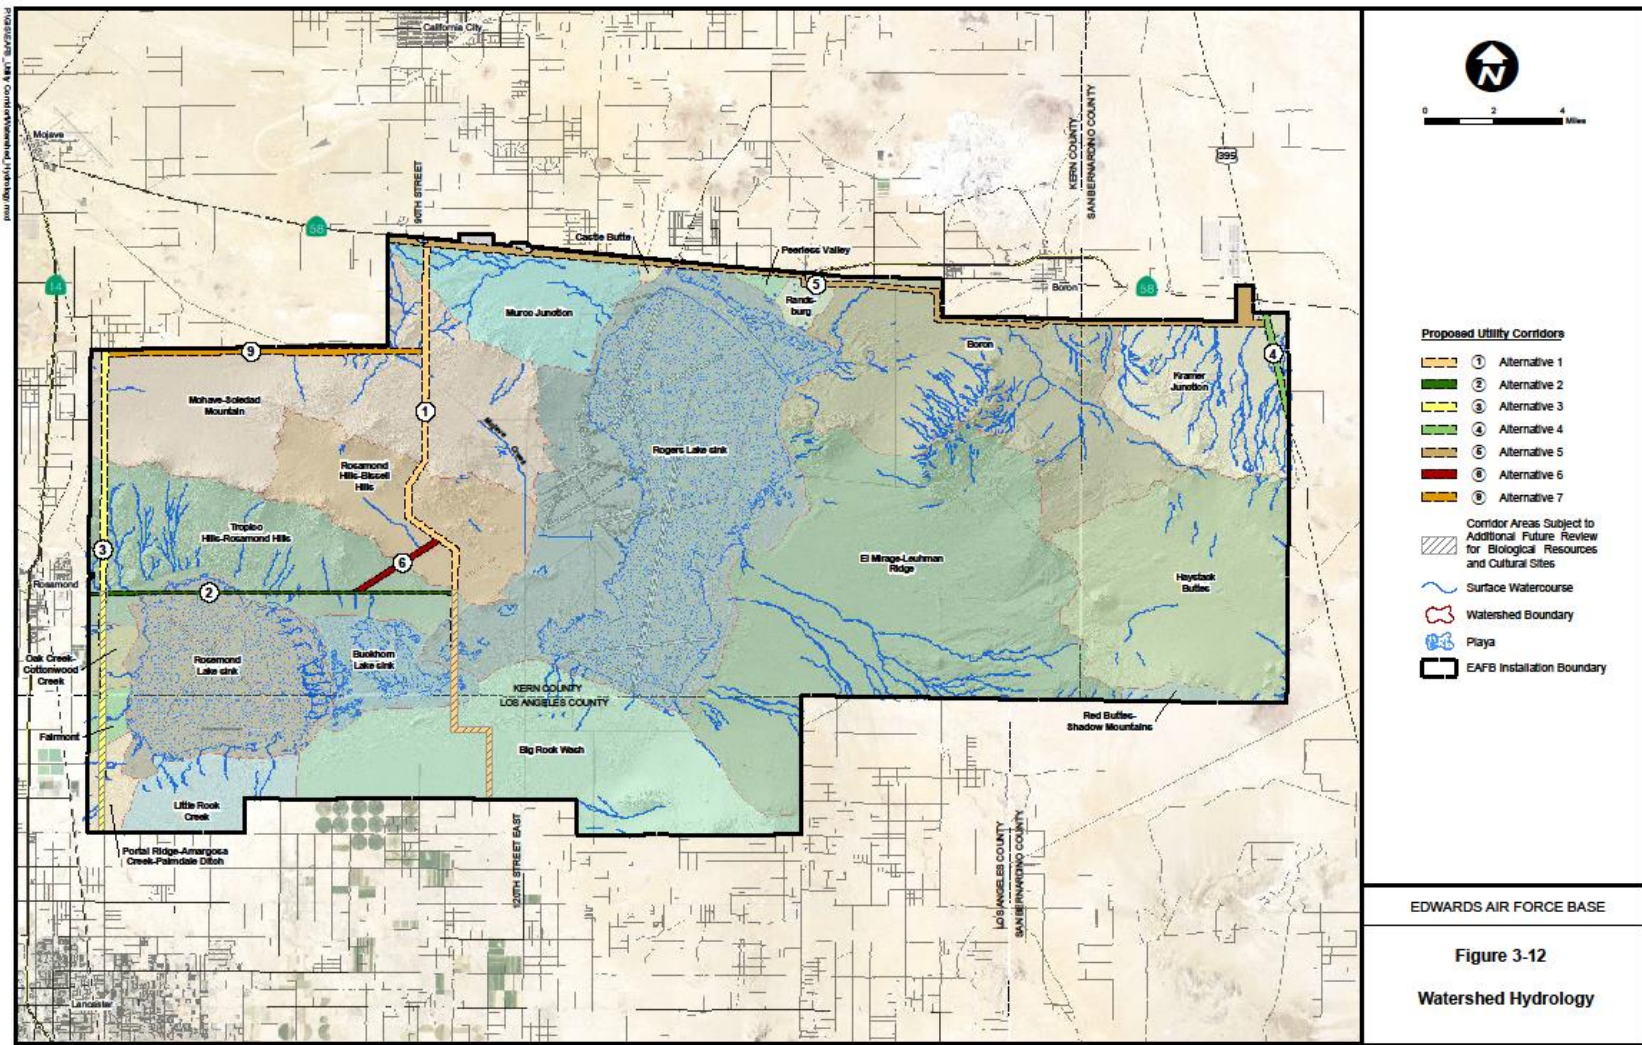 California City
Mojave
58
14
90TH STREET
KERN COUNTY
SAN BERNARDINO COUNTY
395
Castle Butte
Peerless Valley
Boron
58
5
Muroc Junction
Rands-
burg
Boron
Kramer
Junction
4
9
Mohave-Soledad
Mountain
1
Mojave
Creek
Rogers Lake sink
Rosamond
Hills-Bissell
Hills
Tropico
Hills-Rosamond Hills
3
6
El Mirage-Leuhman
Ridge
Haystack
Buttes
Rosamond
2
Oak Creek-
Cottonwood
Creek
Rosamond
Lake sink
Buckhorn
Lake sink
KERN COUNTY
LOS ANGELES COUNTY
Red Buttes-
Shadow Mountains
Fairmont
Big Rock Wash
Little Rock
Creek
Portal Ridge-Amargosa
Creek-Palmdale Ditch
120TH STREET EAST
LOS ANGELES COUNTY
SAN BERNARDINO COUNTY
Lancaster
N
0 2 4
Miles
Proposed Utility Corridors
1 Alternative 1
2 Alternative 2
3 Alternative 3
4 Alternative 4
5 Alternative 5
6 Alternative 6
9 Alternative 7
Corridor Areas Subject to
Additional Future Review
for Biological Resources
and Cultural Sites
Surface Watercourse
Watershed Boundary
Playa
EAFB Installation Boundary
EDWARDS AIR FORCE BASE
Figure 3-12
Watershed Hydrology